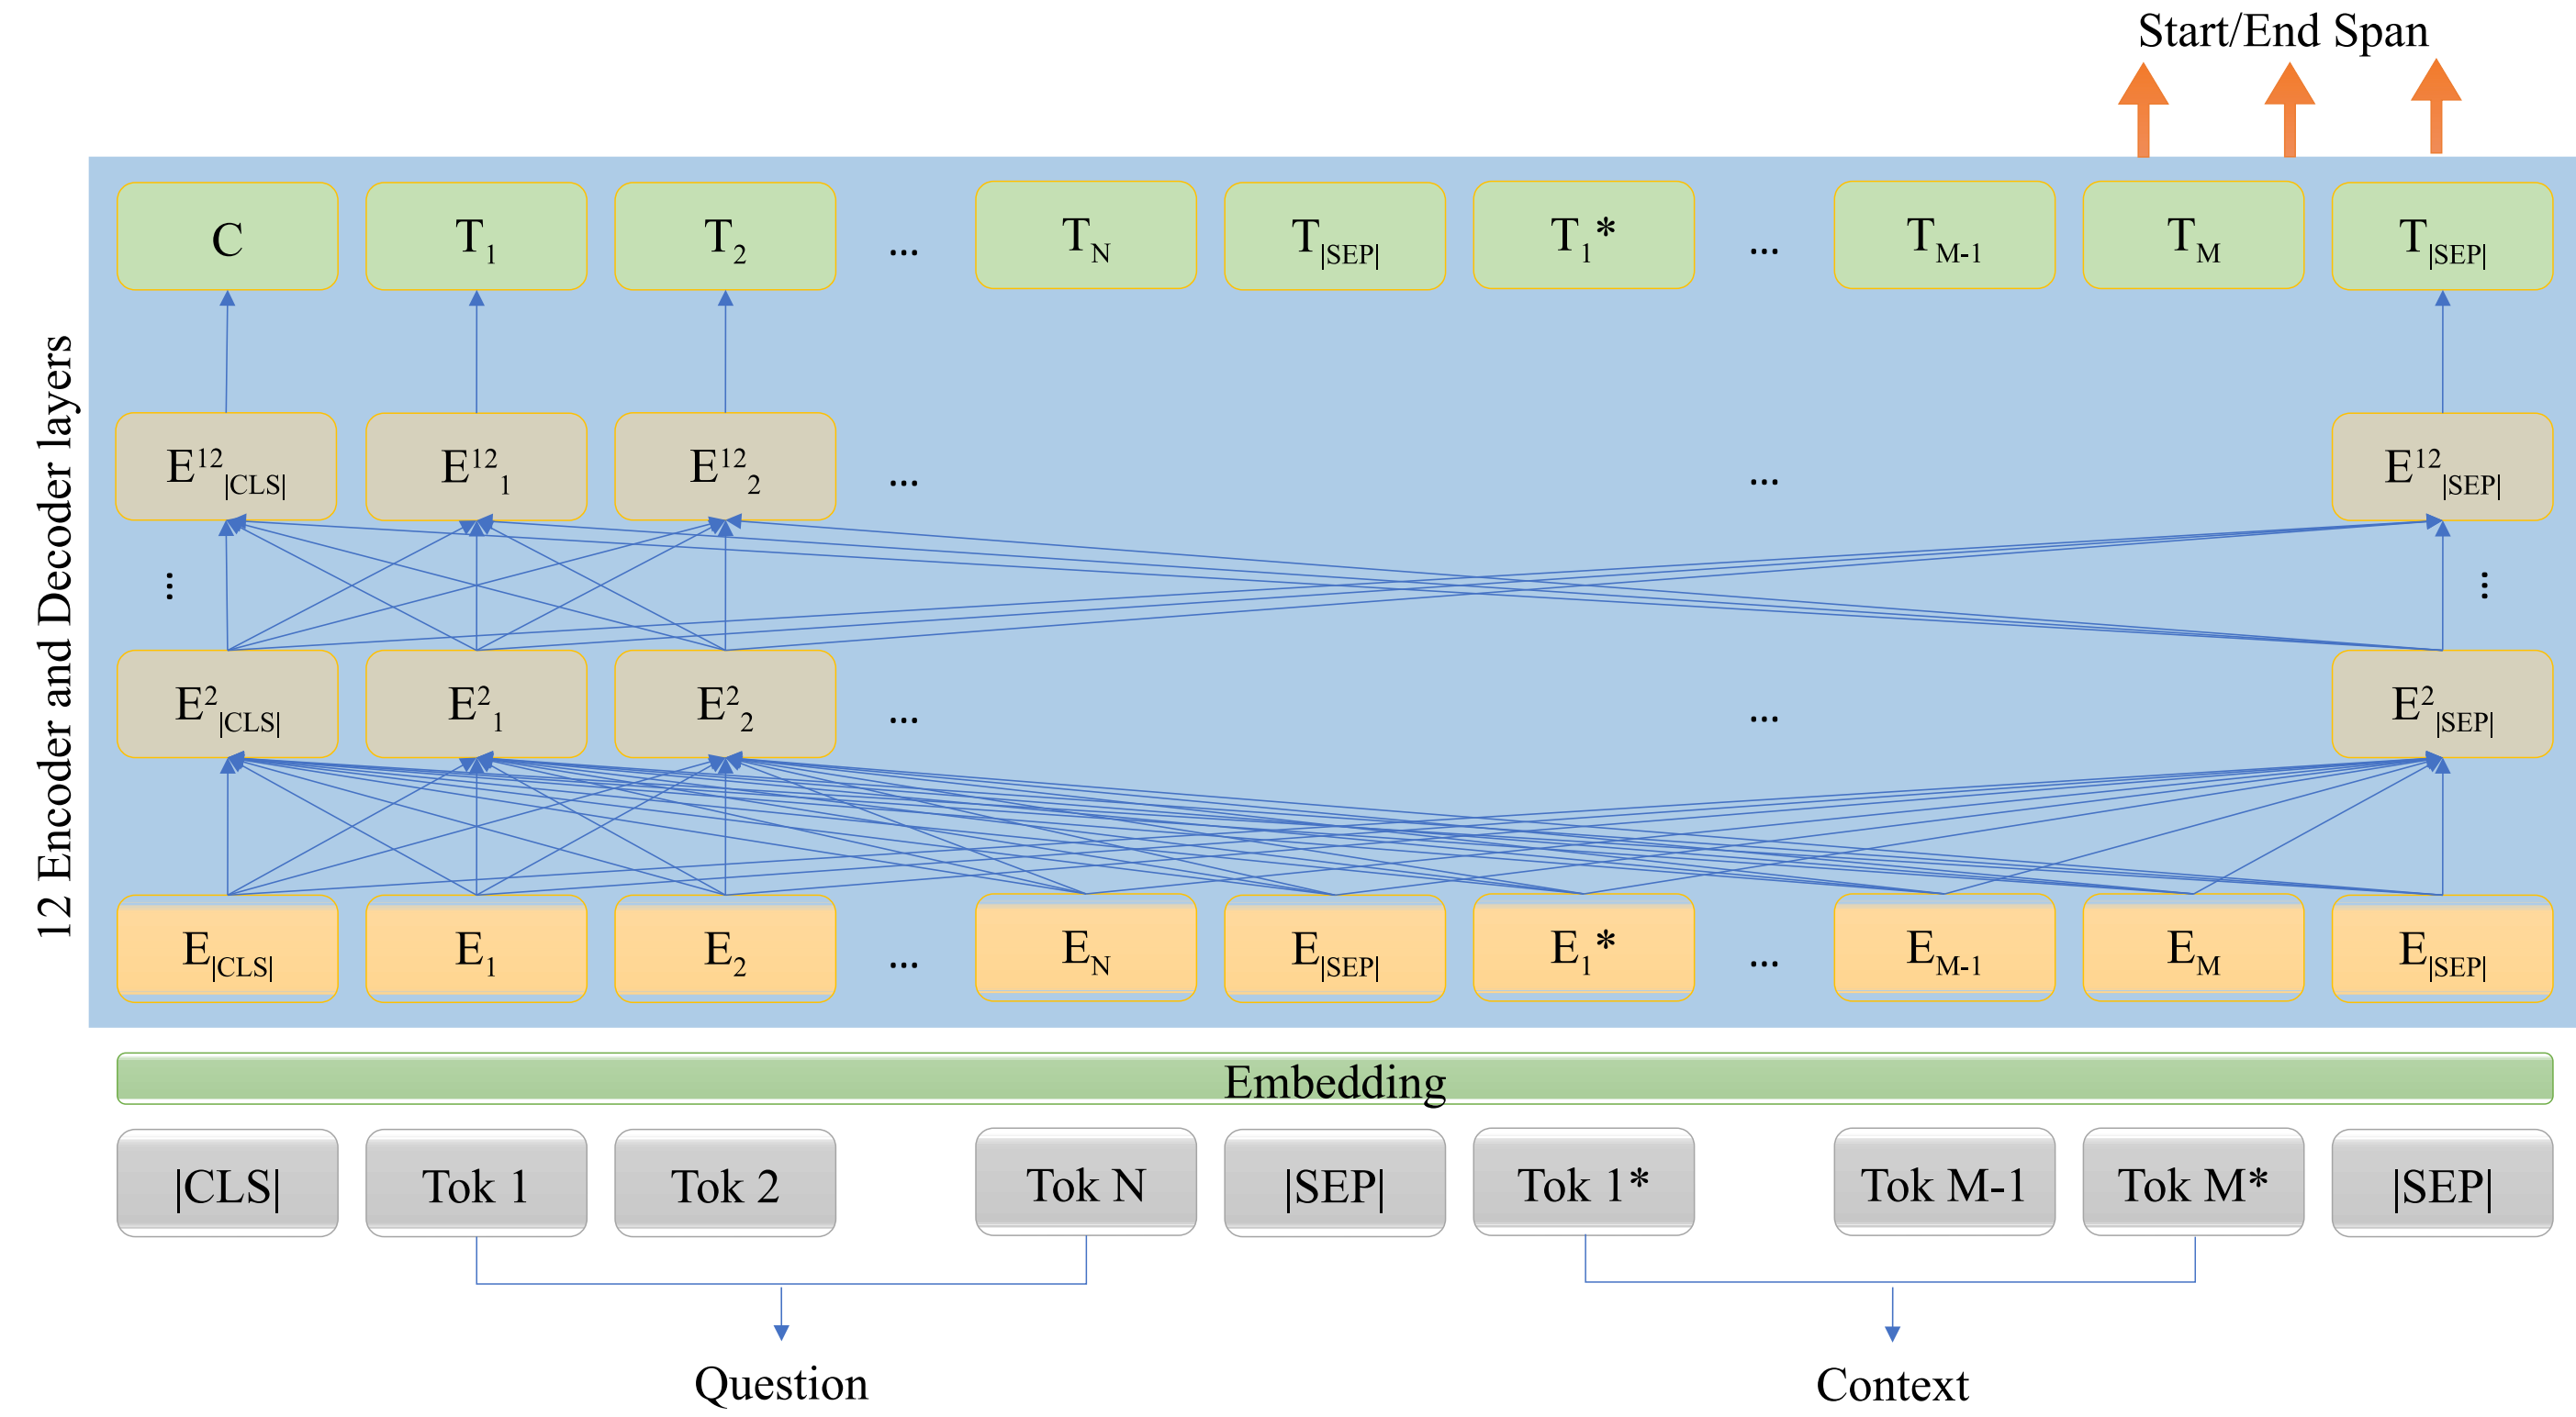 Start/End Span
12 Encoder and Decoder layers
C T1 T2 ... TN T|SEP| T1* ... TM-1 TM T|SEP|
E12|CLS| E121 E122 ... ... E12|SEP|
... ...
E2|CLS| E21 E22 ... ... E2|SEP|
E|CLS| E1 E2 ... EN E|SEP| E1* ... EM-1 EM E|SEP|
Embedding
|CLS| Tok 1 Tok 2 Tok N |SEP| Tok 1* Tok M-1 Tok M* |SEP|
Question Context